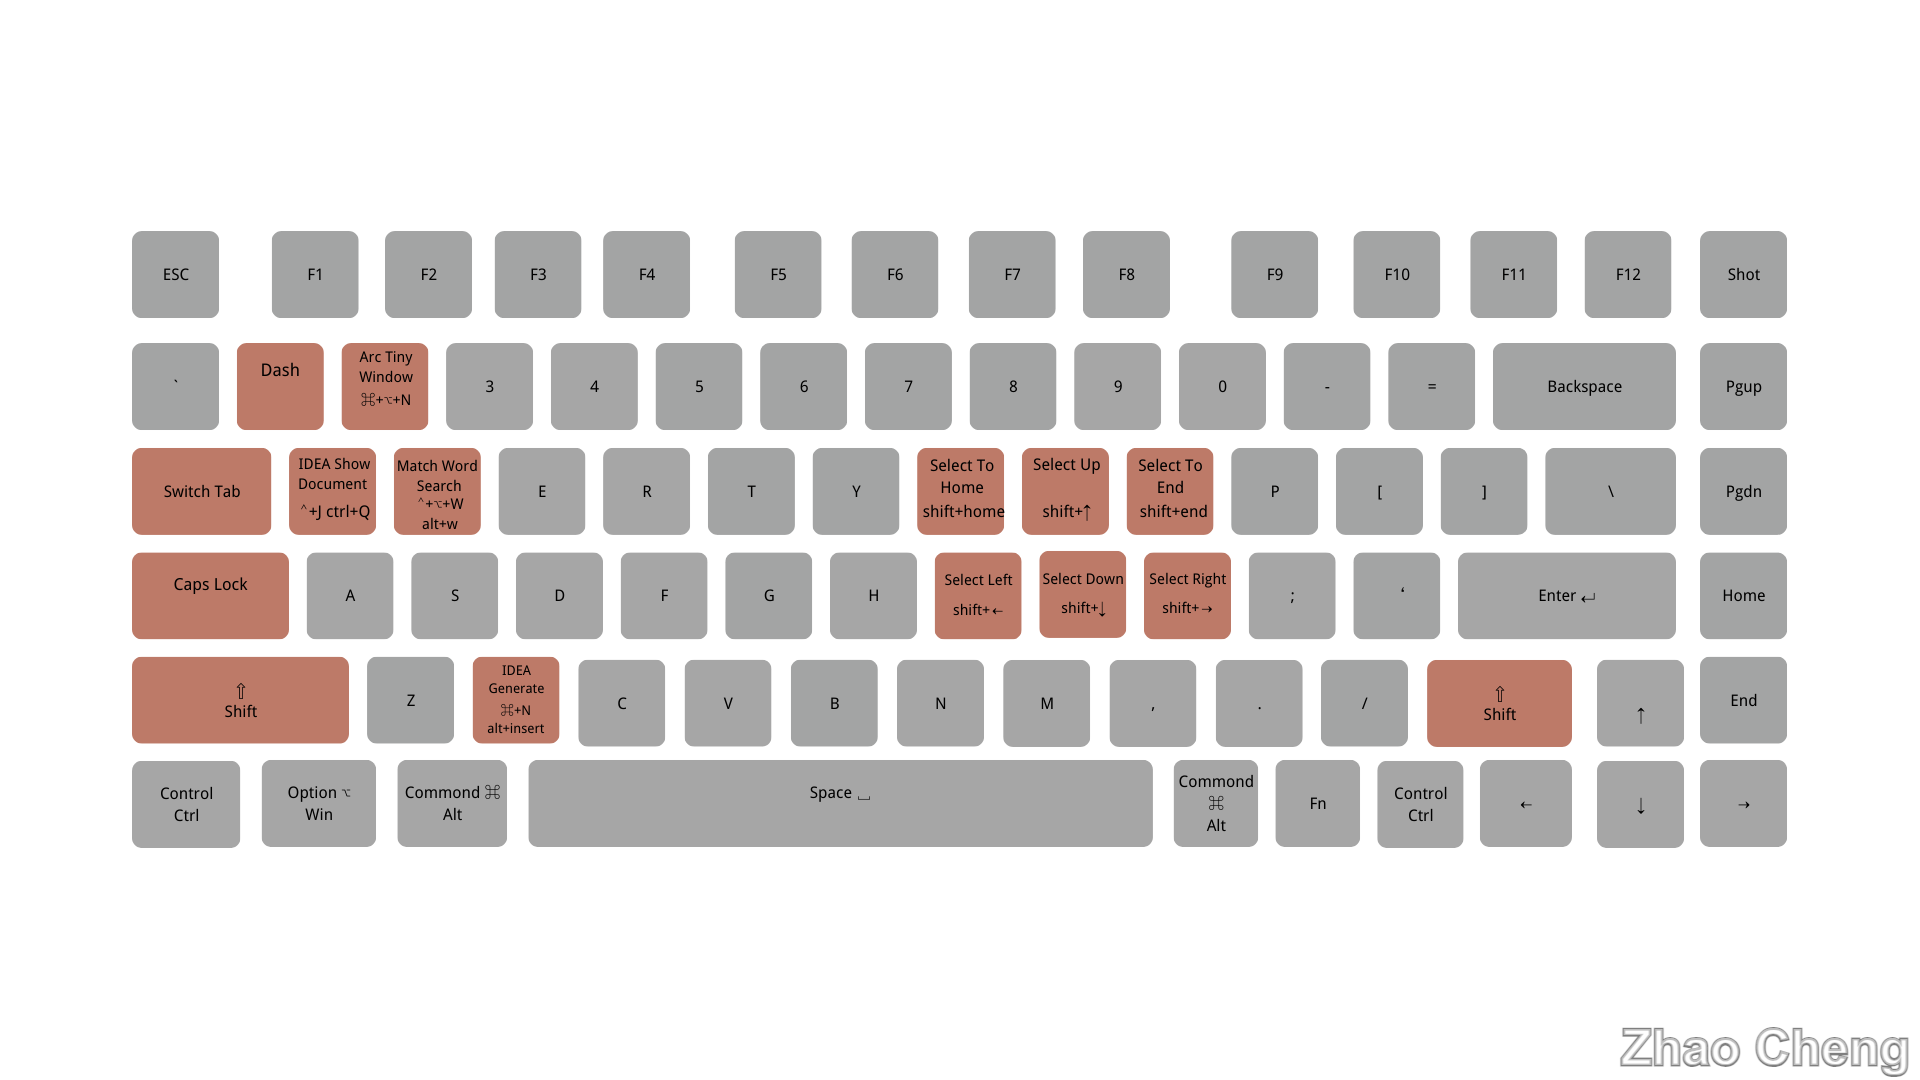 ESC F1 F2 F3 F4 F5 F6 F7 F8 F9 F10 F11 F12 Shot
`
Dash
Arc Tiny
Window
⌘+⌥+N
3 4 5 6 7 8 9 0 - = Backspace Pgup
Switch Tab
IDEA Show
Document
⌃+J ctrl+Q
Match Word
Search
⌃+⌥+W
alt+w
E R T Y
Select To
Home
shift+home
Select Up
shift+↑
Select To
End
shift+end
P [ ] \ Pgdn
Caps Lock
A S D F G H
Select Left
shift+←
Select Down
shift+↓
Select Right
shift+→
; ‘ Enter ↵ Home
⇧
Shift
Z
IDEA
Generate
⌘+N
alt+insert
C V B N M , . /
⇧
Shift
↑
End
Control
Ctrl
Option ⌥
Win
Commond ⌘
Alt
Space ⎵
Commond
⌘
Alt
Fn
Control
Ctrl
← ↓ →
Zhao Cheng